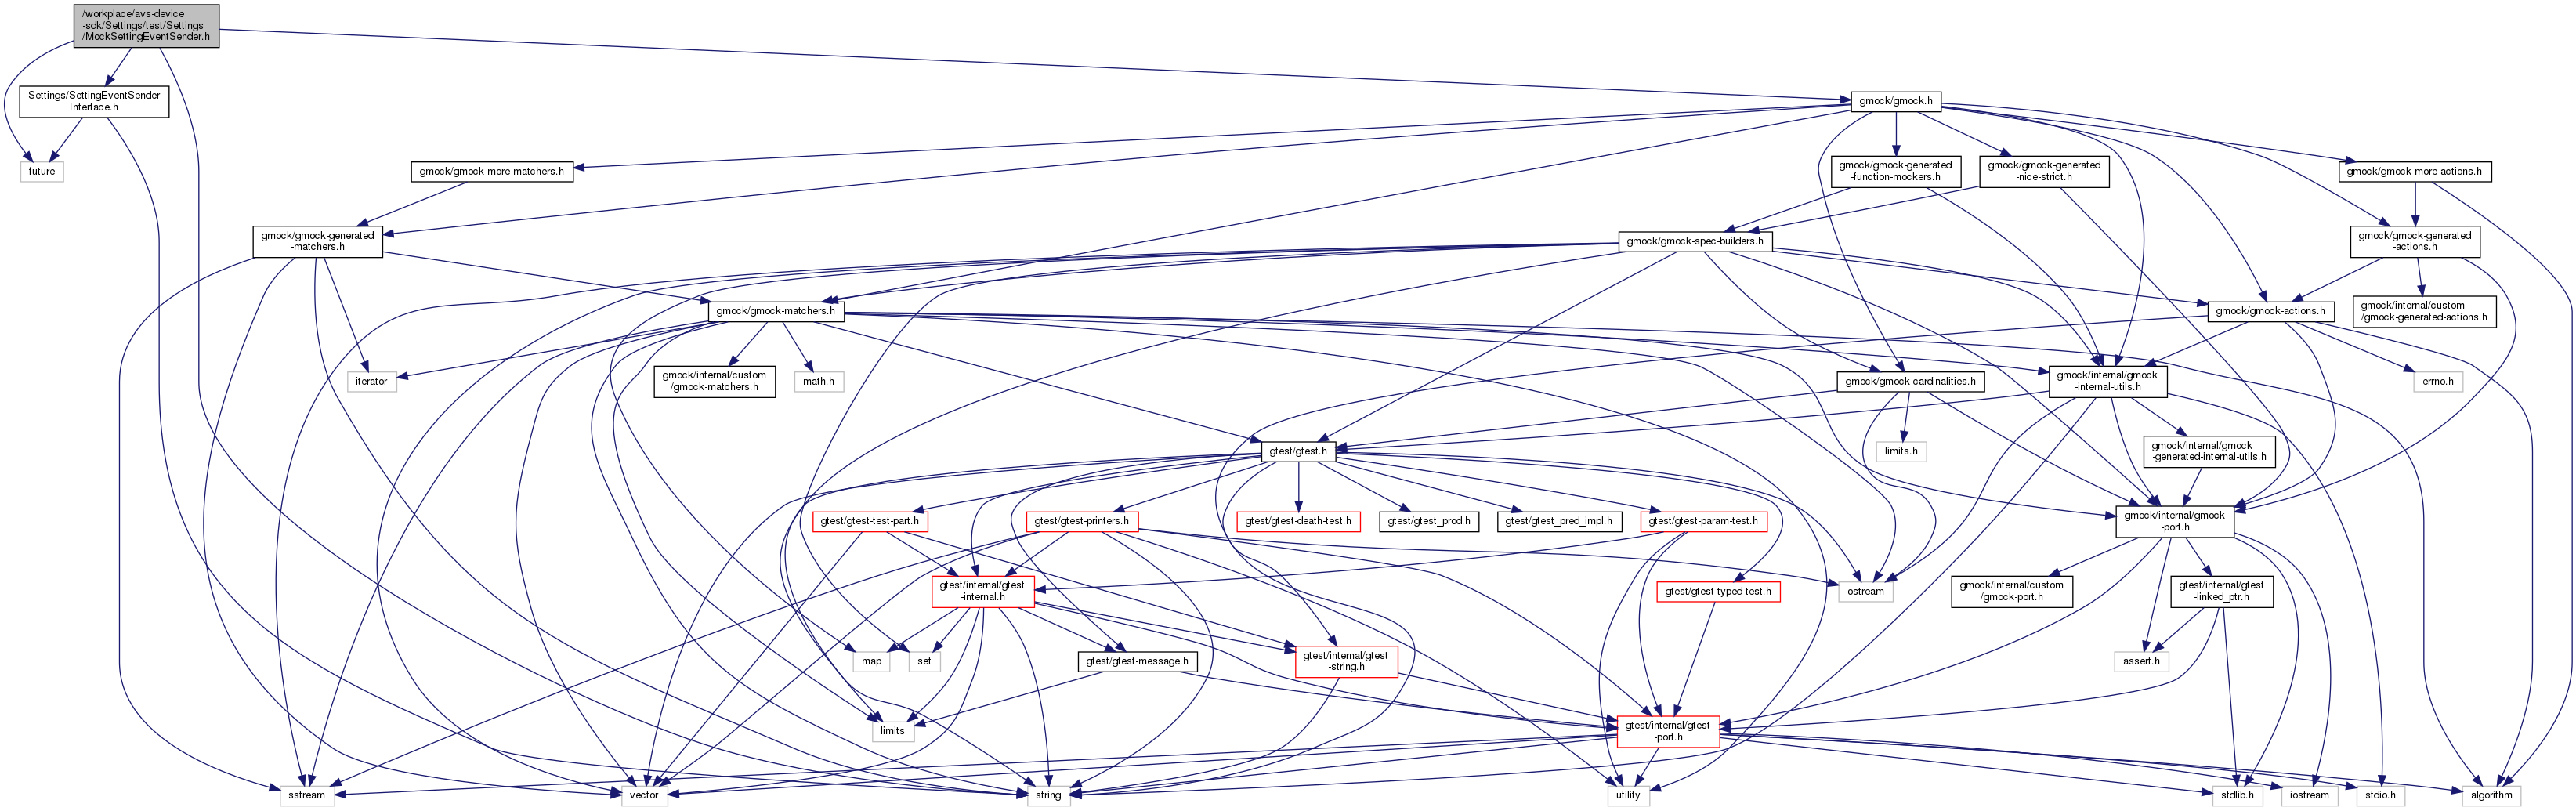 /workplace/avs-device
-sdk/Settings/test/Settings
/MockSettingEventSender.h
Settings/SettingEventSender
Interface.h
gmock/gmock.h
future
gmock/gmock-more-matchers.h
gmock/gmock-generated
-function-mockers.h
gmock/gmock-generated
-nice-strict.h
gmock/gmock-more-actions.h
gmock/gmock-generated
-matchers.h
gmock/gmock-spec-builders.h
gmock/gmock-generated
-actions.h
gmock/gmock-matchers.h
gmock/gmock-actions.h
gmock/internal/custom
/gmock-generated-actions.h
iterator
gmock/internal/custom
/gmock-matchers.h
math.h
gmock/gmock-cardinalities.h
gmock/internal/gmock
-internal-utils.h
errno.h
gtest/gtest.h
limits.h
gmock/internal/gmock
-generated-internal-utils.h
gtest/gtest-test-part.h
gtest/gtest-printers.h
gtest/gtest-death-test.h
gtest/gtest_prod.h
gtest/gtest_pred_impl.h
gtest/gtest-param-test.h
gmock/internal/gmock
-port.h
gtest/internal/gtest
-internal.h
gtest/gtest-typed-test.h
ostream
gmock/internal/custom
/gmock-port.h
gtest/internal/gtest
-linked_ptr.h
map
set
gtest/gtest-message.h
gtest/internal/gtest
-string.h
assert.h
limits
gtest/internal/gtest
-port.h
sstream
vector
string
utility
stdlib.h
iostream
stdio.h
algorithm